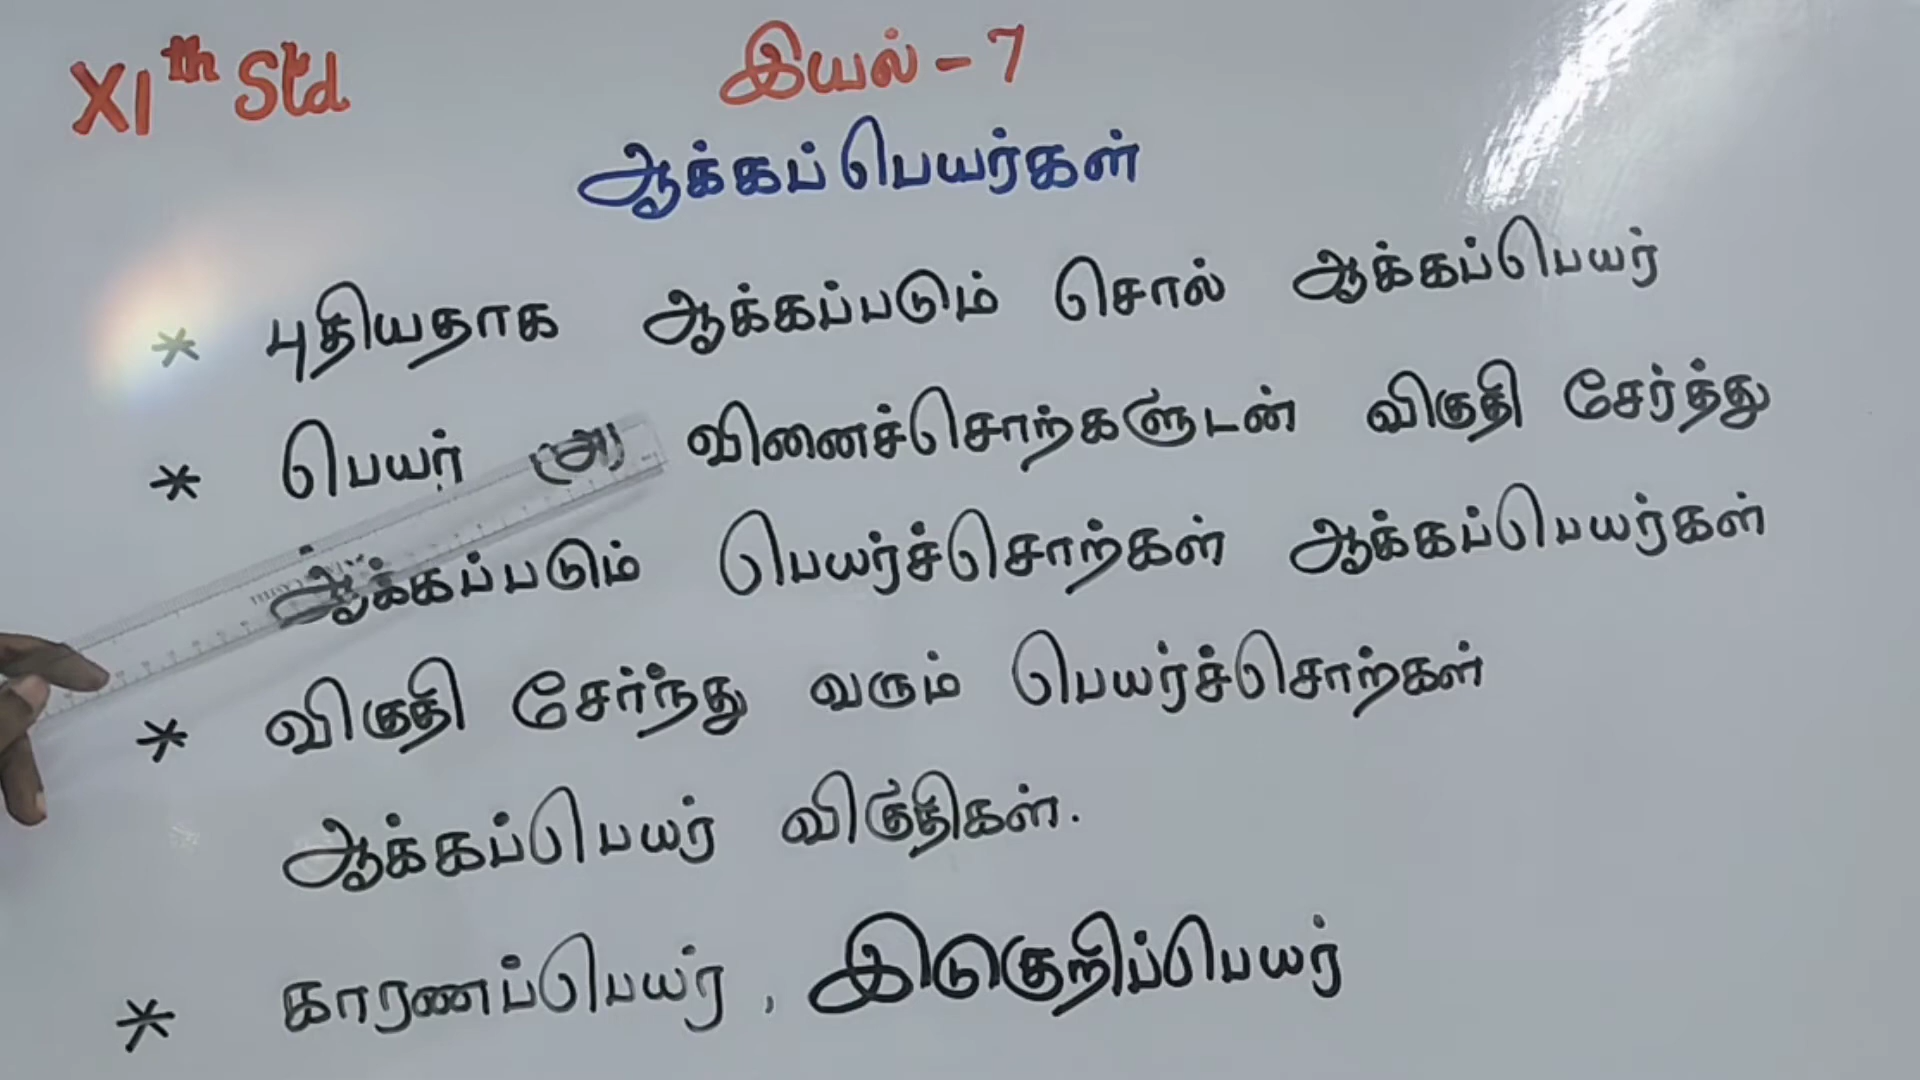 XIth Std
இயல் - 7
ஆக்கப்பெயர்கள்
* புதியதாக ஆக்கப்படும் சொல் ஆக்கப்பெயர்
* பெயர் (அ) வினைச்சொற்களுடன் விகுதி சேர்த்து
ஆக்கப்படும் பெயர்ச்சொற்கள் ஆக்கப்பெயர்கள்
* விகுதி சேர்ந்து வரும் பெயர்ச்சொற்கள்
ஆக்கப்பெயர் விகுதிகள்.
* காரணப்பெயர், இடுகுறிப்பெயர்